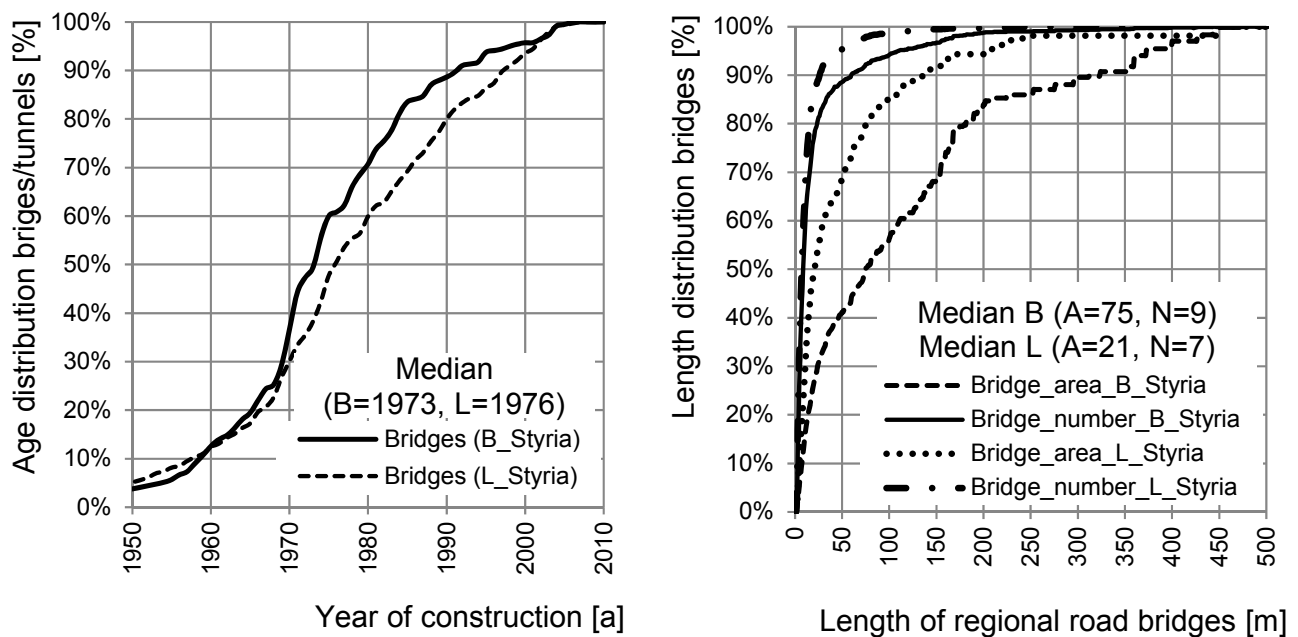 Age distribution briges/tunnels [%]
100%
90%
80%
70%
60%
50%
40%
30%
20%
10%
0%
Median
(B=1973, L=1976)
Bridges (B_Styria)
Bridges (L_Styria)
1950
1960
1970
1980
1990
2000
2010
Year of construction [a]
Length distribution bridges [%]
100%
90%
80%
70%
60%
50%
40%
30%
20%
10%
0%
Median B (A=75, N=9)
Median L (A=21, N=7)
Bridge_area_B_Styria
Bridge_number_B_Styria
Bridge_area_L_Styria
Bridge_number_L_Styria
0
50
100
150
200
250
300
350
400
450
500
Length of regional road bridges [m]